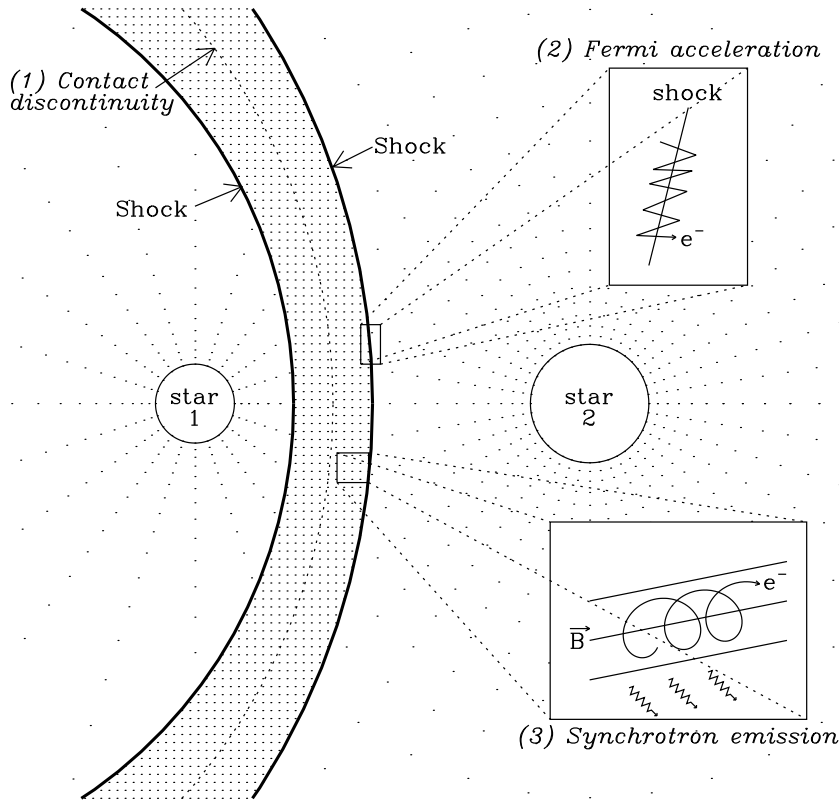 (2) Fermi acceleration
(1) Contact
discontinuity
shock
Shock
Shock
e⁻
star
1
star
2
e⁻
B
(3) Synchrotron emission